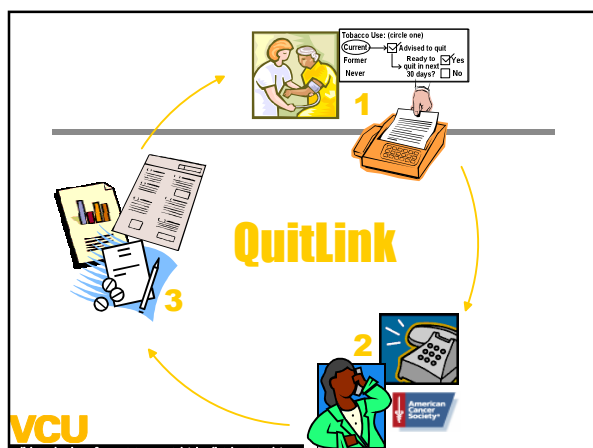 Tobacco Use: (circle one)
Current Advised to quit
Former Ready to Yes
quit in next
Never 30 days? No
1
QuitLink
3
2
American
Cancer
Society®
VCU